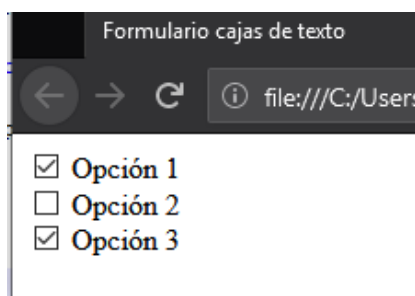 Formulario cajas de texto
file:///C:/Users
Opción 1
Opción 2
Opción 3